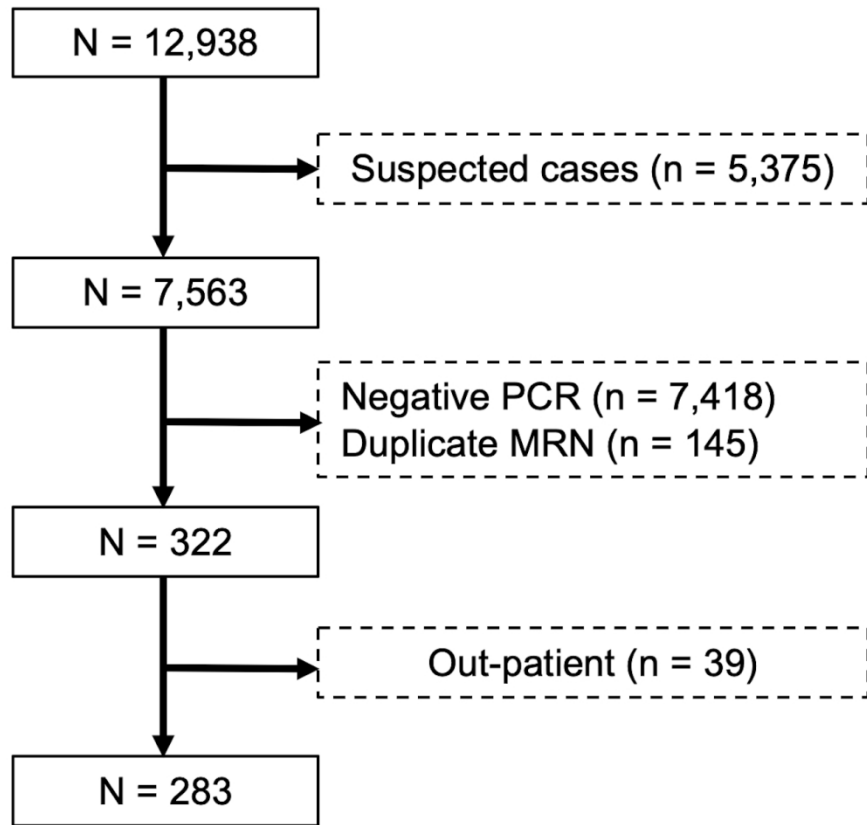 N = 12,938
Suspected cases (n = 5,375)
N = 7,563
Negative PCR (n = 7,418)
Duplicate MRN (n = 145)
N = 322
Out-patient (n = 39)
N = 283